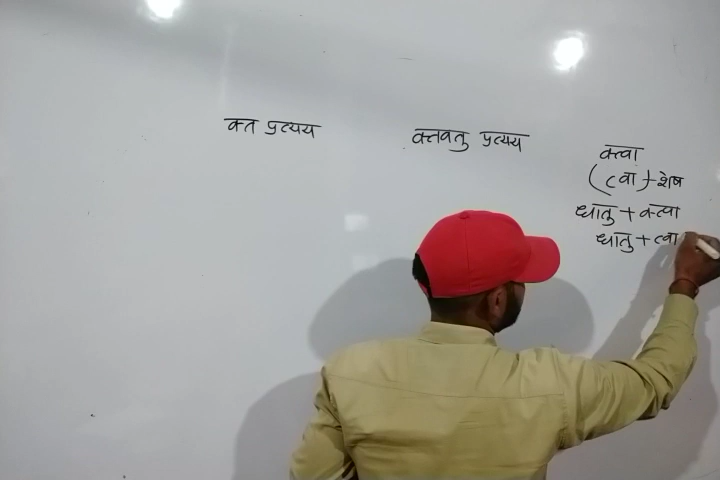 क्त प्रत्यय
क्तवतु प्रत्यय
क्त्वा
(त्वा)-शेष
धातु + क्त्वा
धातु + त्वा